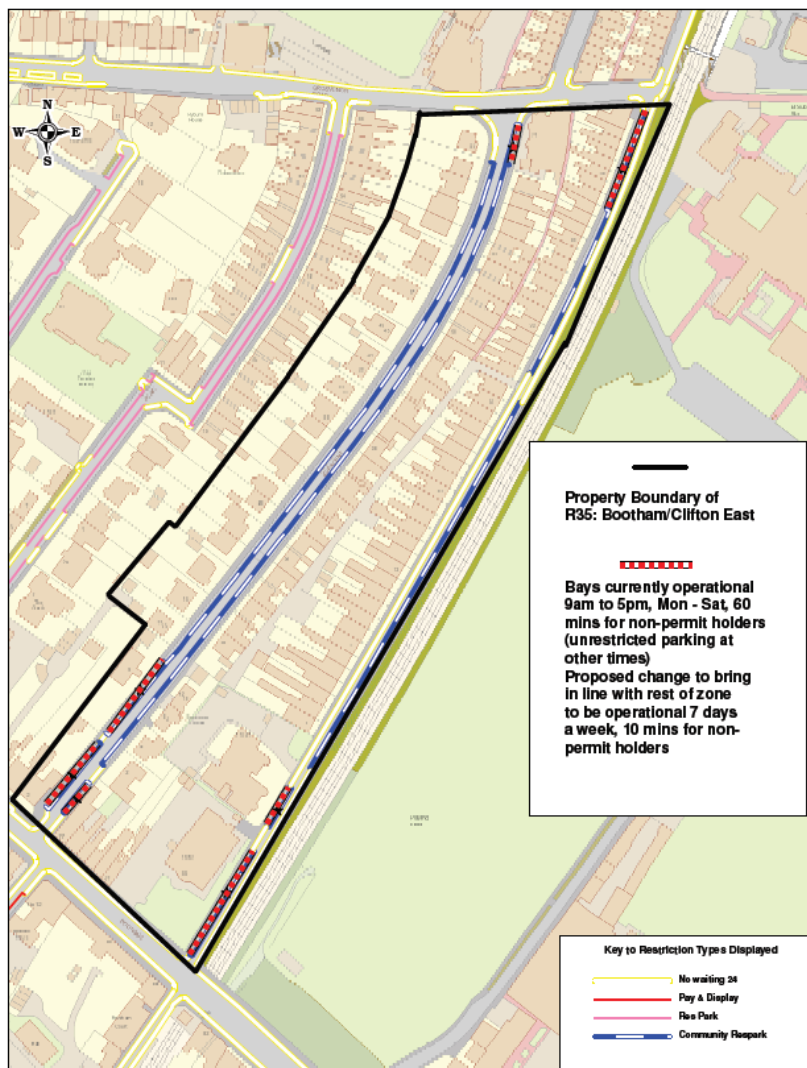 N
W E
S
Property Boundary of
R35: Bootham/Clifton East
Bays currently operational
9am to 5pm, Mon - Sat, 60
mins for non-permit holders
(unrestricted parking at
other times)
Proposed change to bring
in line with rest of zone
to be operational 7 days
a week, 10 mins for non-
permit holders
Key to Restriction Types Displayed
No waiting 24
Pay & Display
Res Park
Community Respark